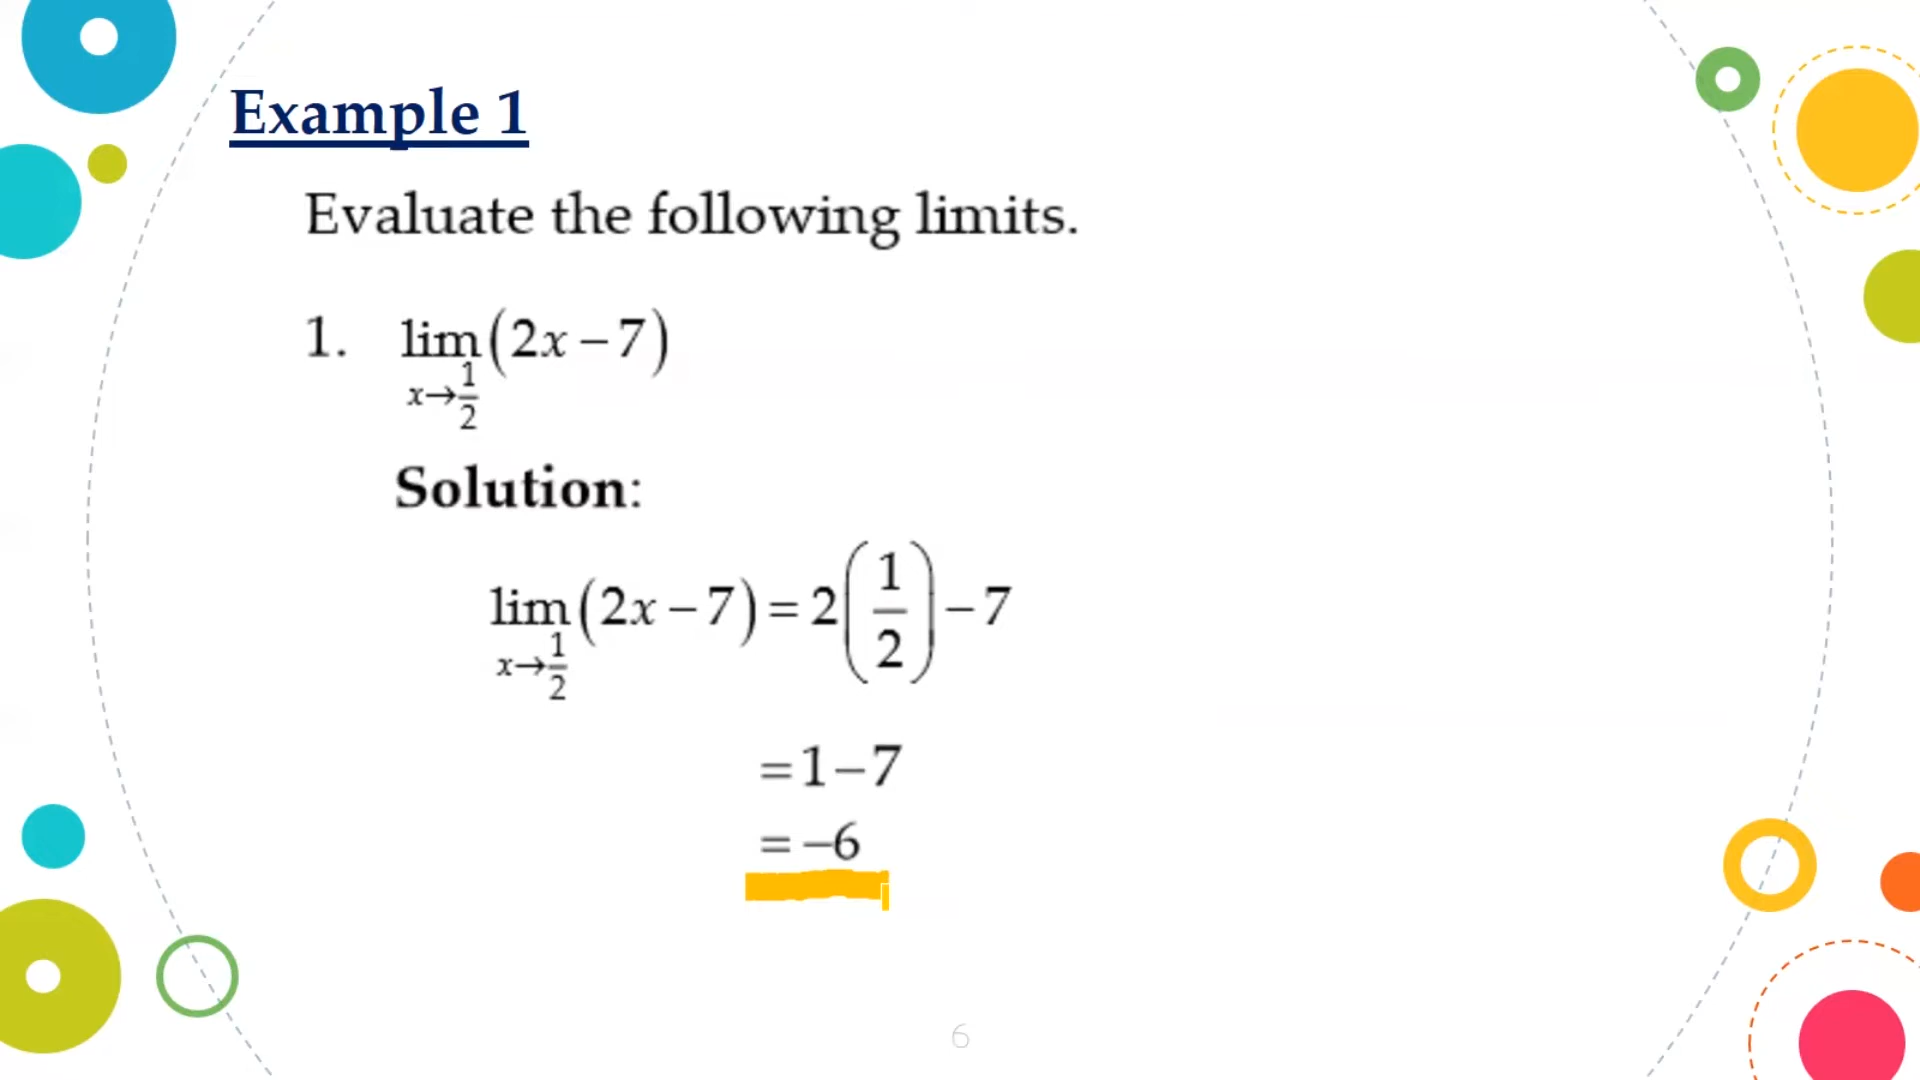 Example 1
Evaluate the following limits.
1. lim (2x – 7)
x→1/2
Solution:
lim (2x – 7) = 2(1/2) – 7
x→1/2
= 1 – 7
= –6
6